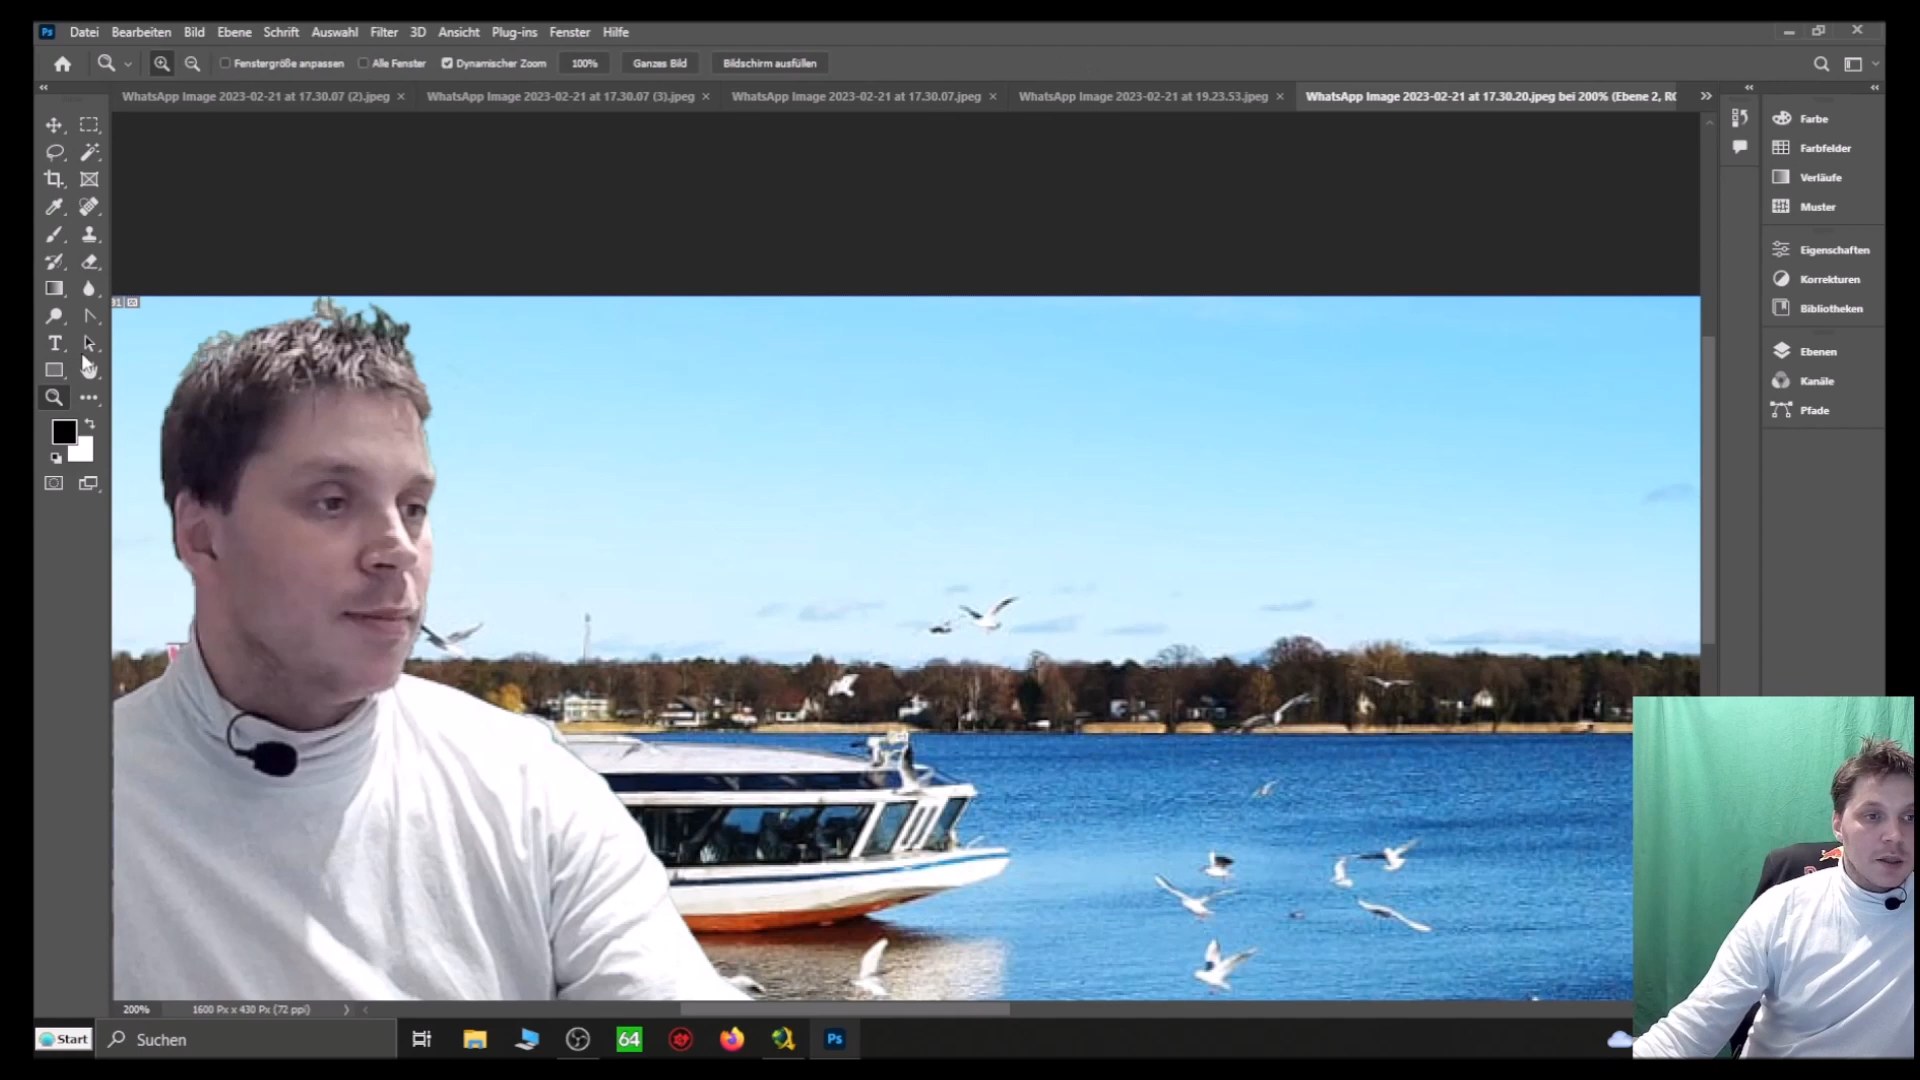 Ps Datei Bearbeiten Bild Ebene Schrift Auswahl Filter 3D Ansicht Plug-ins Fenster Hilfe
Fenstergröße anpassen Alle Fenster Dynamischer Zoom 100% Ganzes Bild Bildschirm ausfüllen
WhatsApp Image 2023-02-21 at 17.30.07 (2).jpeg × WhatsApp Image 2023-02-21 at 17.30.07 (3).jpeg × WhatsApp Image 2023-02-21 at 17.30.07.jpeg × WhatsApp Image 2023-02-21 at 19.23.53.jpeg × WhatsApp Image 2023-02-21 at 17.30.20.jpeg bei 200% (Ebene 2, RG
Farbe
Farbfelder
Verläufe
Muster
Eigenschaften
Korrekturen
Bibliotheken
Ebenen
Kanäle
Pfade
200% 1600 Px x 430 Px (72 ppi)
Start Suchen 64 Ps